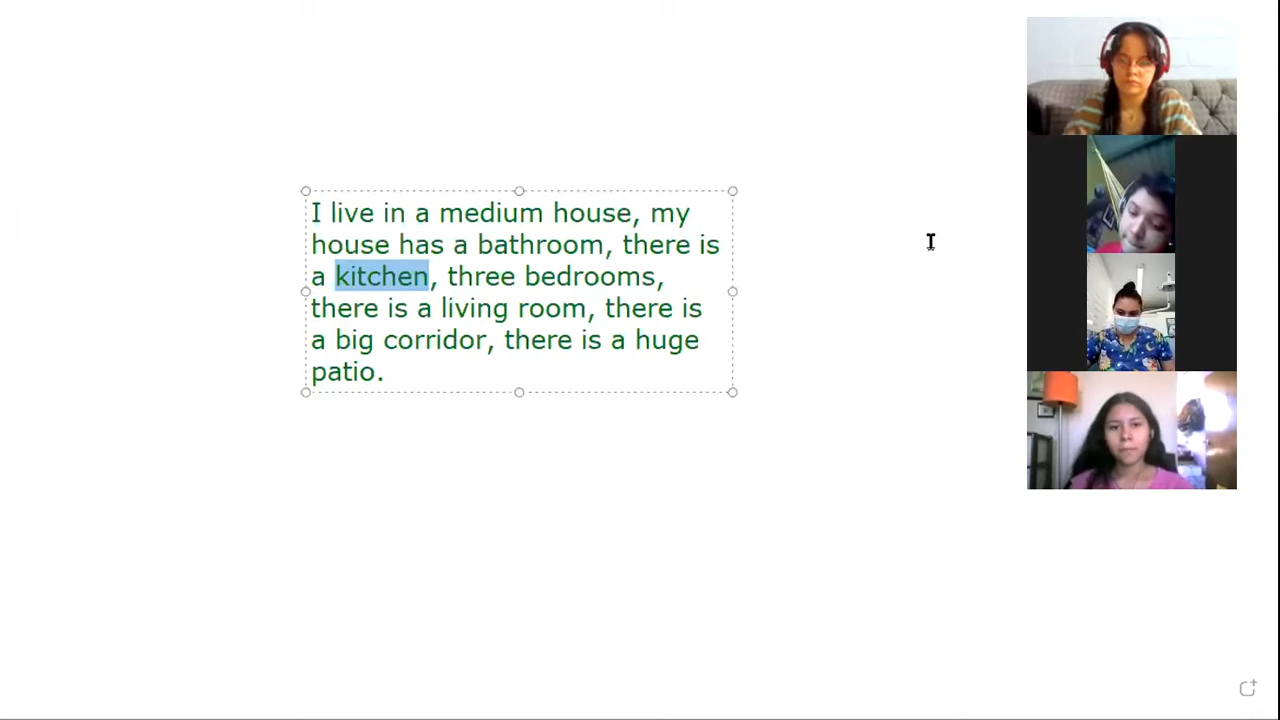 I live in a medium house, my
house has a bathroom, there is
a kitchen, three bedrooms,
there is a living room, there is
a big corridor, there is a huge
patio.